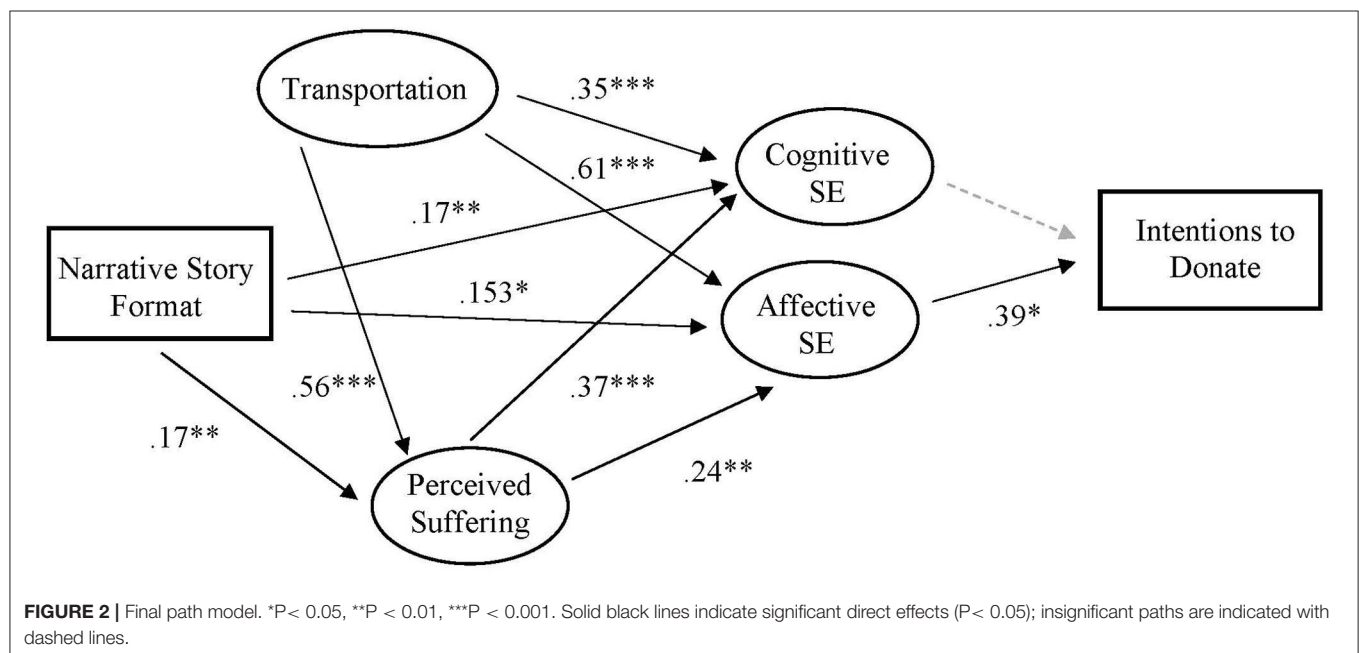 Transportation
.35***
Cognitive
SE
.61***
.17**
Intentions to
Donate
Narrative Story
Format
.153*
Affective
SE
.39*
.56***
.37***
.17**
.24**
Perceived
Suffering
FIGURE 2 | Final path model. *P< 0.05, **P < 0.01, ***P < 0.001. Solid black lines indicate significant direct effects (P< 0.05); insignificant paths are indicated with
dashed lines.